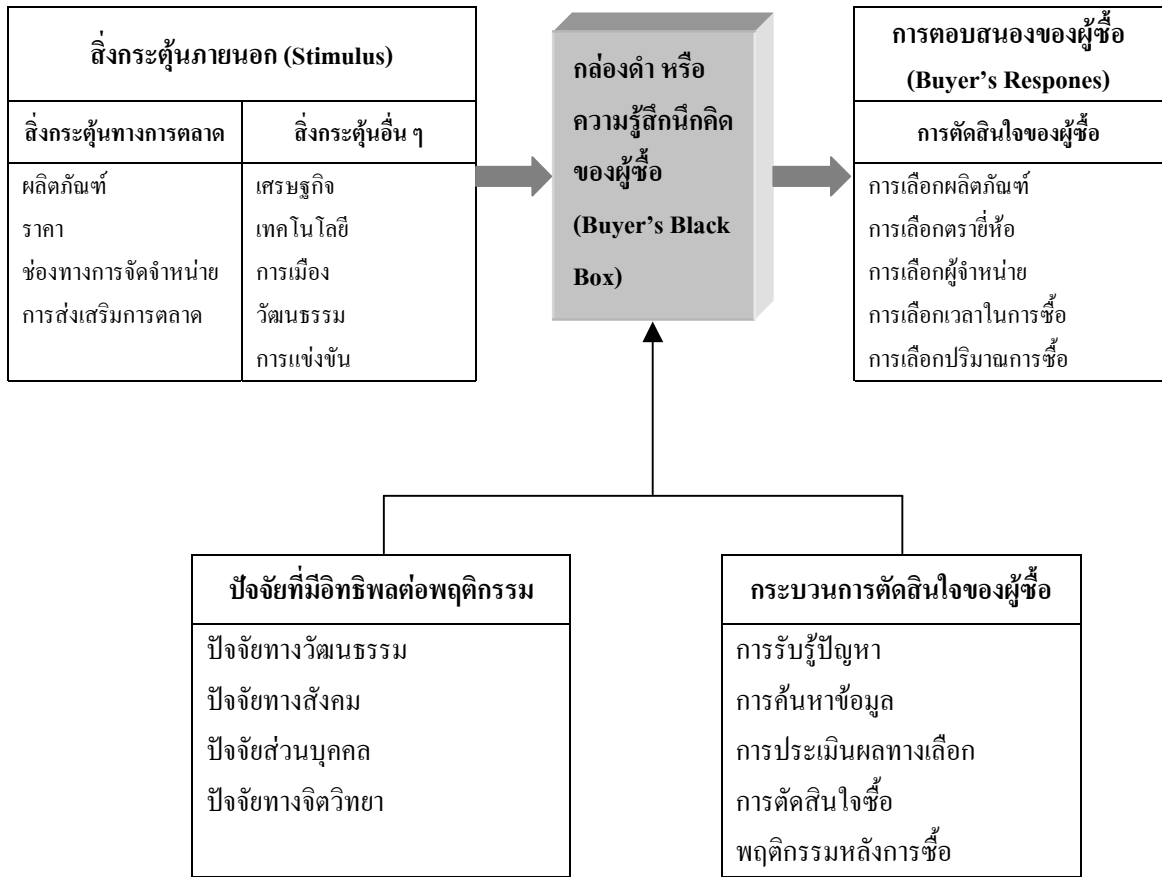 สิ่งกระตุ้นภายนอก (Stimulus)
สิ่งกระตุ้นทางการตลาด
สิ่งกระตุ้นอื่น ๆ
ผลิตภัณฑ์
ราคา
ช่องทางการจัดจำหน่าย
การส่งเสริมการตลาด
เศรษฐกิจ
เทคโนโลยี
การเมือง
วัฒนธรรม
การแข่งขัน
กล่องดำ หรือ
ความรู้สึกนึกคิด
ของผู้ซื้อ
(Buyer’s Black
Box)
การตอบสนองของผู้ซื้อ
(Buyer’s Respones)
การตัดสินใจของผู้ซื้อ
การเลือกผลิตภัณฑ์
การเลือกตรายี่ห้อ
การเลือกผู้จำหน่าย
การเลือกเวลาในการซื้อ
การเลือกปริมาณการซื้อ
ปัจจัยที่มีอิทธิพลต่อพฤติกรรม
ปัจจัยทางวัฒนธรรม
ปัจจัยทางสังคม
ปัจจัยส่วนบุคคล
ปัจจัยทางจิตวิทยา
กระบวนการตัดสินใจของผู้ซื้อ
การรับรู้ปัญหา
การค้นหาข้อมูล
การประเมินผลทางเลือก
การตัดสินใจซื้อ
พฤติกรรมหลังการซื้อ